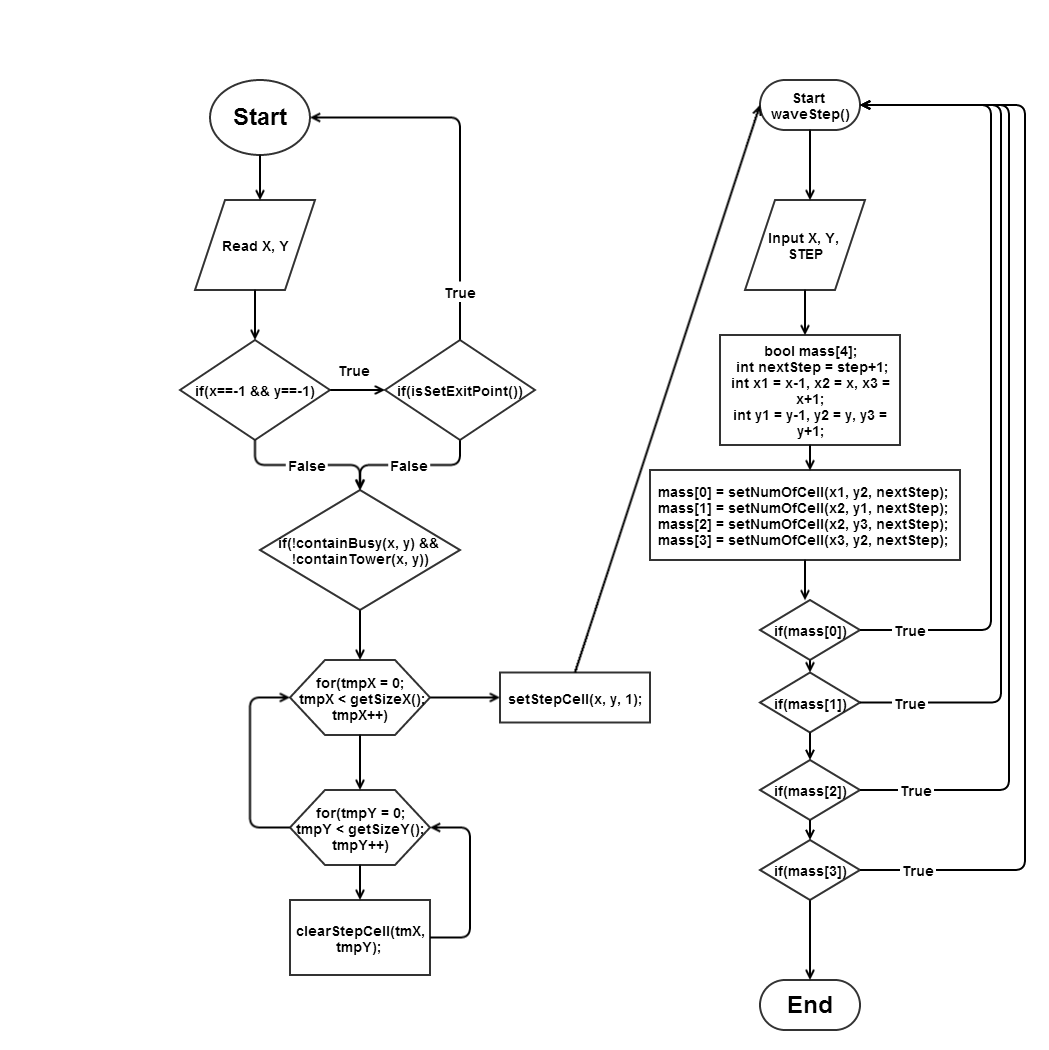 Start
Read X, Y
if(x==-1 && y==-1)
True
if(isSetExitPoint())
True
False
False
if(!containBusy(x, y) &&
!containTower(x, y))
for(tmpX = 0;
tmpX < getSizeX();
tmpX++)
setStepCell(x, y, 1);
for(tmpY = 0;
tmpY < getSizeY();
tmpY++)
clearStepCell(tmX,
tmpY);
Start
waveStep()
Input X, Y,
STEP
bool mass[4];
int nextStep = step+1;
int x1 = x-1, x2 = x, x3 =
x+1;
int y1 = y-1, y2 = y, y3 =
y+1;
mass[0] = setNumOfCell(x1, y2, nextStep);
mass[1] = setNumOfCell(x2, y1, nextStep);
mass[2] = setNumOfCell(x2, y3, nextStep);
mass[3] = setNumOfCell(x3, y2, nextStep);
if(mass[0])
True
if(mass[1])
True
if(mass[2])
True
if(mass[3])
True
End